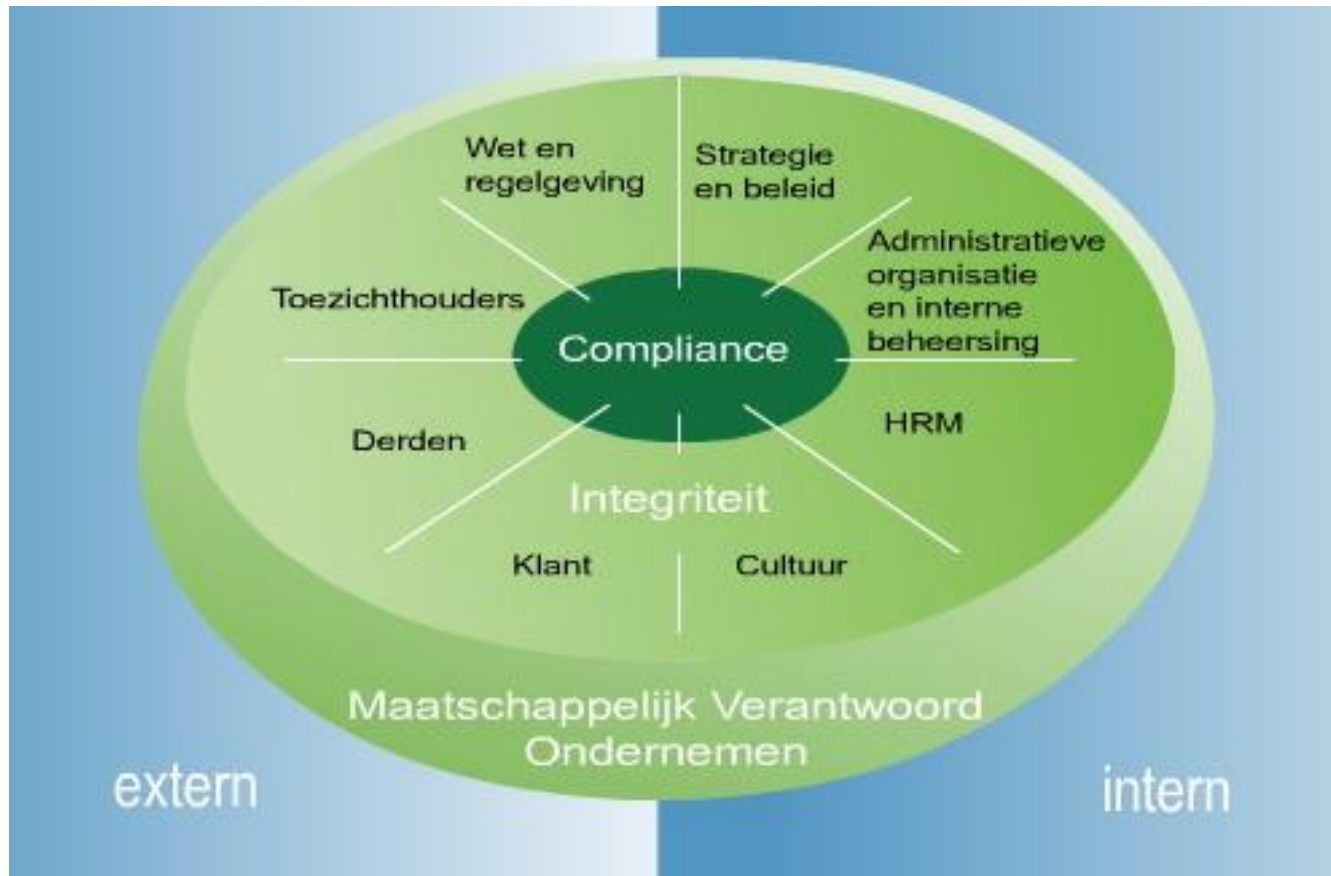 Wet en
regelgeving
Strategie
en beleid
Administratieve
organisatie
en interne
beheersing
Toezichthouders
Compliance
Derden
HRM
Integriteit
Klant
Cultuur
Maatschappelijk Verantwoord
Ondernemen
extern
intern